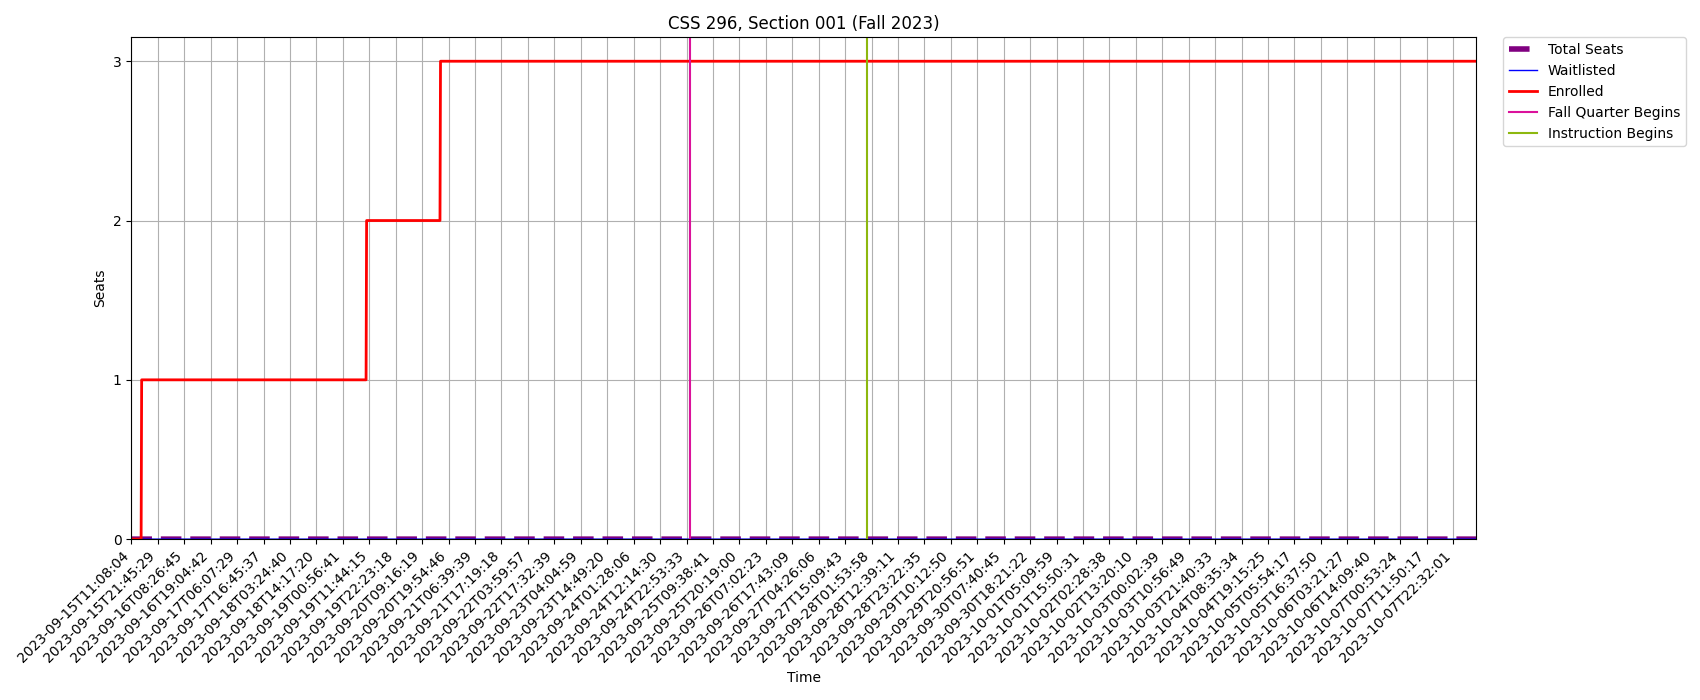 CSS 296, Section 001 (Fall 2023)
Total Seats
Waitlisted
Enrolled
Fall Quarter Begins
Instruction Begins
3
2
1
0
Seats
2023-09-15T11:08:04
2023-09-15T21:45:29
2023-09-16T08:26:45
2023-09-16T19:04:42
2023-09-17T06:07:29
2023-09-17T16:45:37
2023-09-18T03:24:40
2023-09-18T14:17:20
2023-09-19T00:56:41
2023-09-19T11:44:15
2023-09-19T22:23:18
2023-09-20T09:16:19
2023-09-20T19:54:46
2023-09-21T06:39:39
2023-09-21T17:19:18
2023-09-22T03:59:57
2023-09-22T17:32:39
2023-09-23T04:04:59
2023-09-23T14:49:20
2023-09-24T01:28:06
2023-09-24T12:14:30
2023-09-24T22:53:33
2023-09-25T09:38:41
2023-09-25T20:19:00
2023-09-26T07:02:23
2023-09-26T17:43:09
2023-09-27T04:26:06
2023-09-27T15:09:43
2023-09-28T01:53:58
2023-09-28T12:39:11
2023-09-28T23:22:35
2023-09-29T10:12:50
2023-09-29T20:56:51
2023-09-30T07:40:45
2023-09-30T18:21:22
2023-10-01T05:09:59
2023-10-01T15:50:31
2023-10-02T02:28:38
2023-10-02T13:20:10
2023-10-03T00:02:39
2023-10-03T10:56:49
2023-10-03T21:40:33
2023-10-04T08:35:34
2023-10-04T19:15:25
2023-10-05T05:54:17
2023-10-05T16:37:50
2023-10-06T03:21:27
2023-10-06T14:09:40
2023-10-07T00:53:24
2023-10-07T11:50:17
2023-10-07T22:32:01
Time